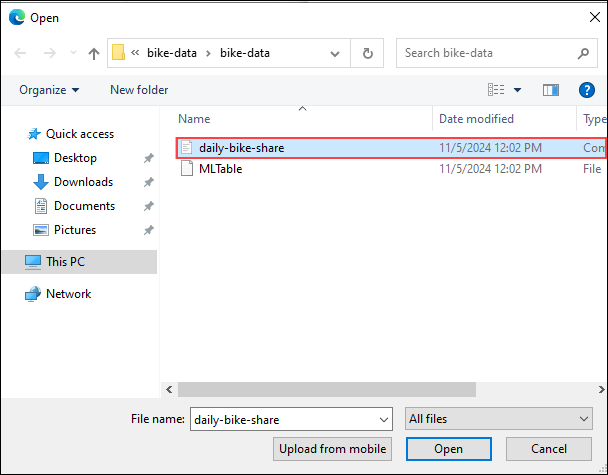 Open
« bike-data › bike-data
Search bike-data
Organize
New folder
Name
Date modified
Type
Quick access
Desktop
Downloads
Documents
Pictures
This PC
Network
daily-bike-share 11/5/2024 12:02 PM Com
MLTable 11/5/2024 12:02 PM File
File name: daily-bike-share All files
Upload from mobile Open Cancel